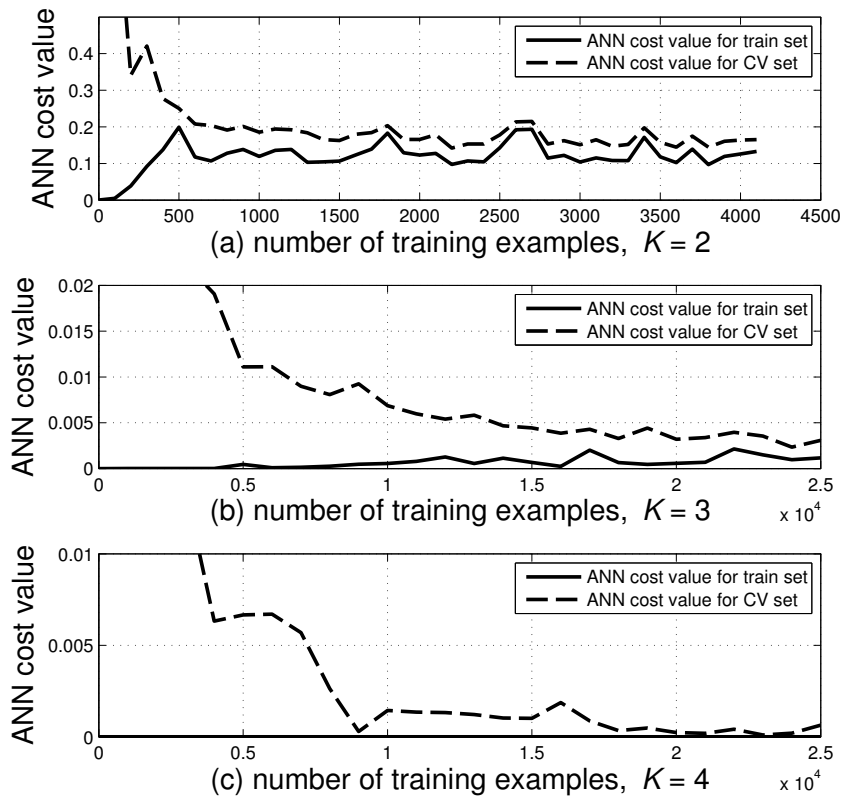 ANN cost value
0.4
0.3
0.2
0.1
0
ANN cost value for train set
ANN cost value for CV set
0 500 1000 1500 2000 2500 3000 3500 4000 4500
(a) number of training examples, K = 2
ANN cost value
0.02
0.015
0.01
0.005
0
ANN cost value for train set
ANN cost value for CV set
0 0.5 1 1.5 2 2.5
x 10⁴
(b) number of training examples, K = 3
ANN cost value
0.01
0.005
0
ANN cost value for train set
ANN cost value for CV set
0 0.5 1 1.5 2 2.5
x 10⁴
(c) number of training examples, K = 4